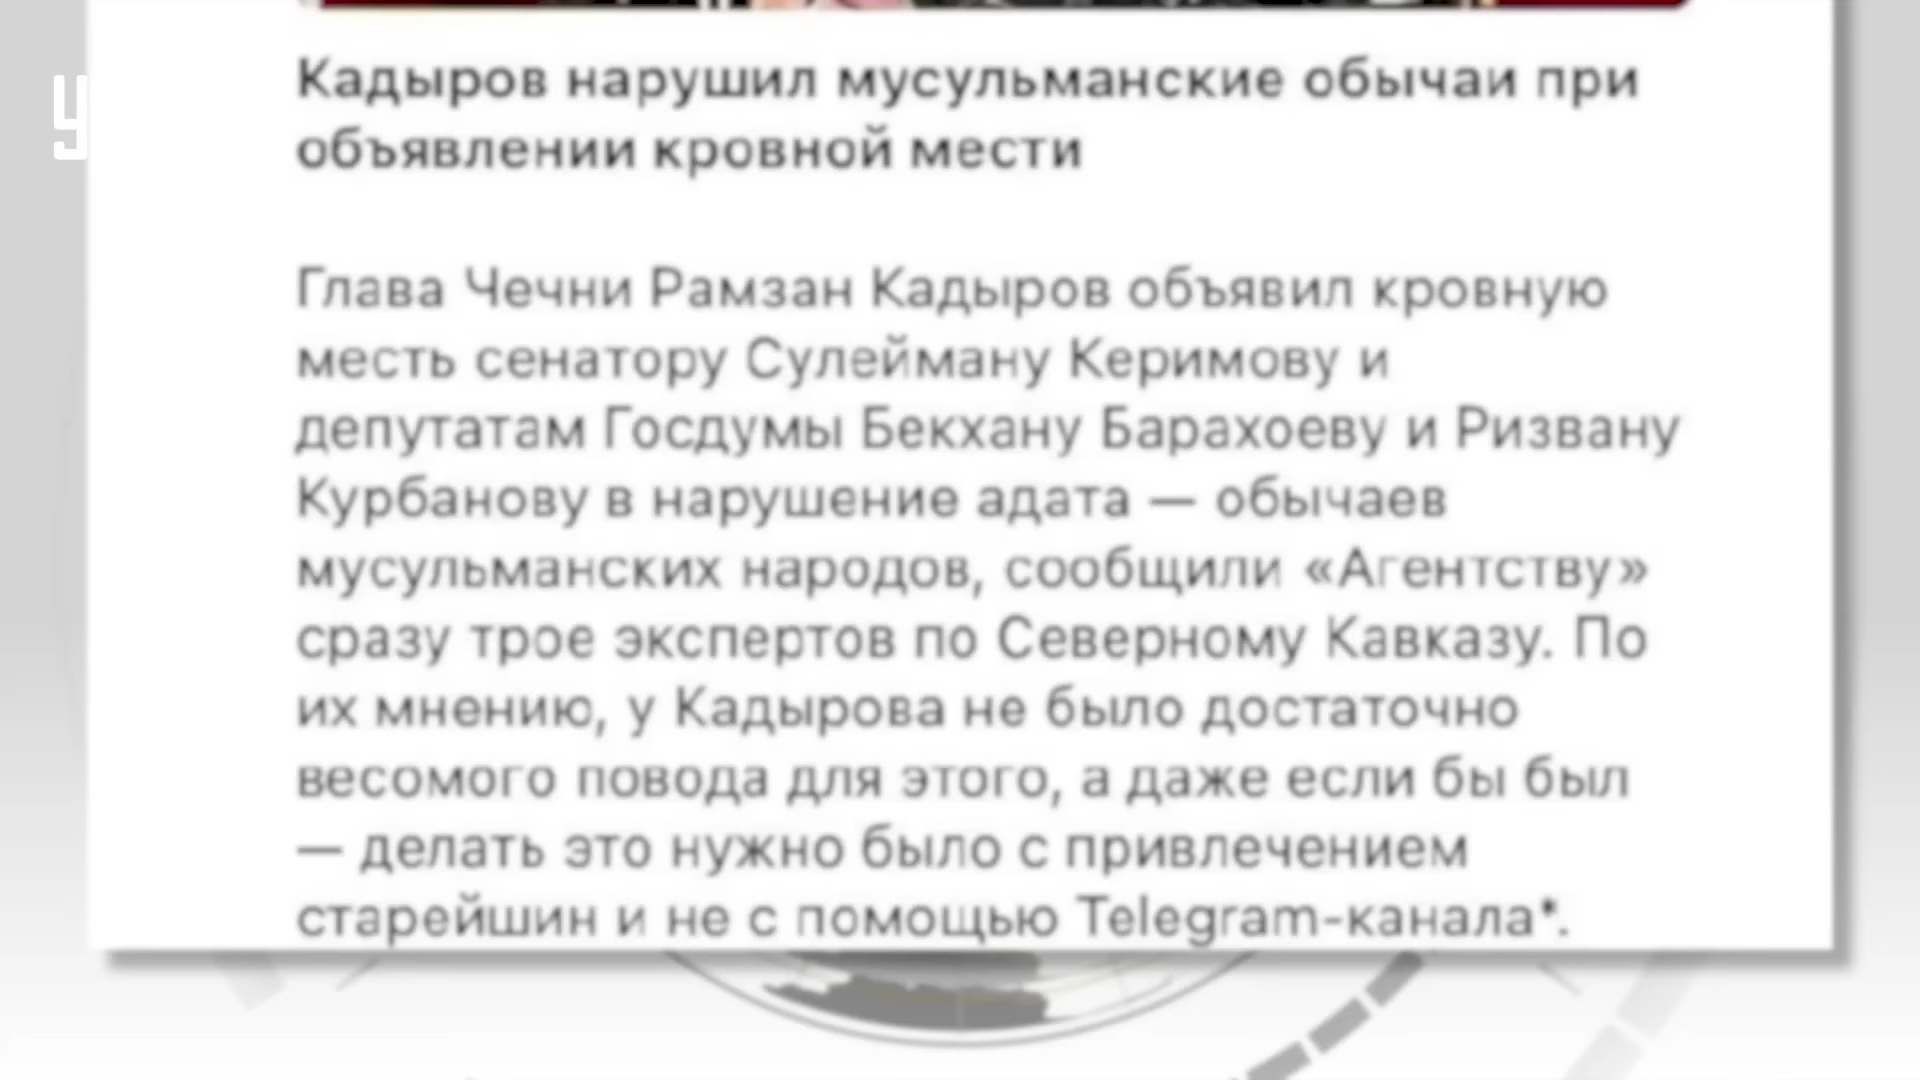 Кадыров нарушил мусульманские обычаи при
объявлении кровной мести
Глава Чечни Рамзан Кадыров объявил кровную
месть сенатору Сулейману Керимову и
депутатам Госдумы Бекхану Барахоеву и Ризвану
Курбанову в нарушение адата — обычаев
мусульманских народов, сообщили «Агентству»
сразу трое экспертов по Северному Кавказу. По
их мнению, у Кадырова не было достаточно
весомого повода для этого, а даже если бы был
— делать это нужно было с привлечением
старейшин и не с помощью Telegram-канала*.